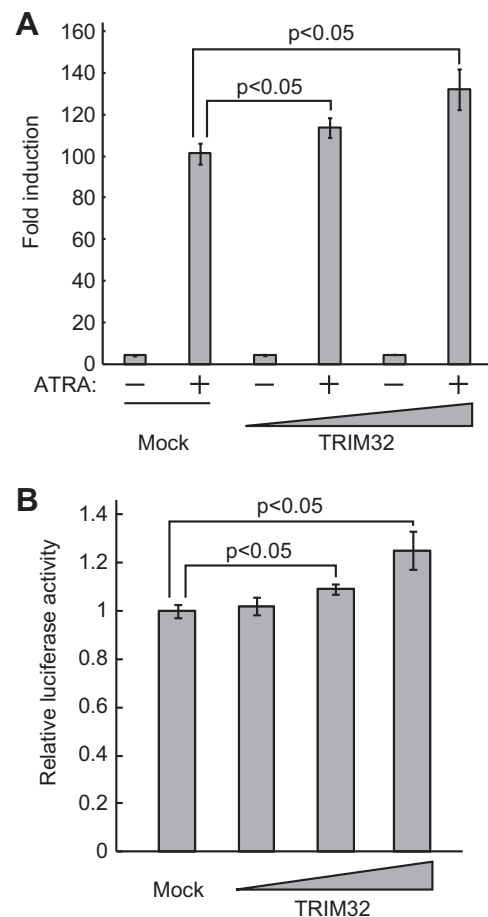 A
160
140
120
100
80
60
40
20
0
Fold induction
p<0.05
p<0.05
ATRA: − + − + − +
Mock TRIM32
B
1.4
1.2
1
0.8
0.6
0.4
0.2
0
Relative luciferase activity
p<0.05
p<0.05
Mock
TRIM32